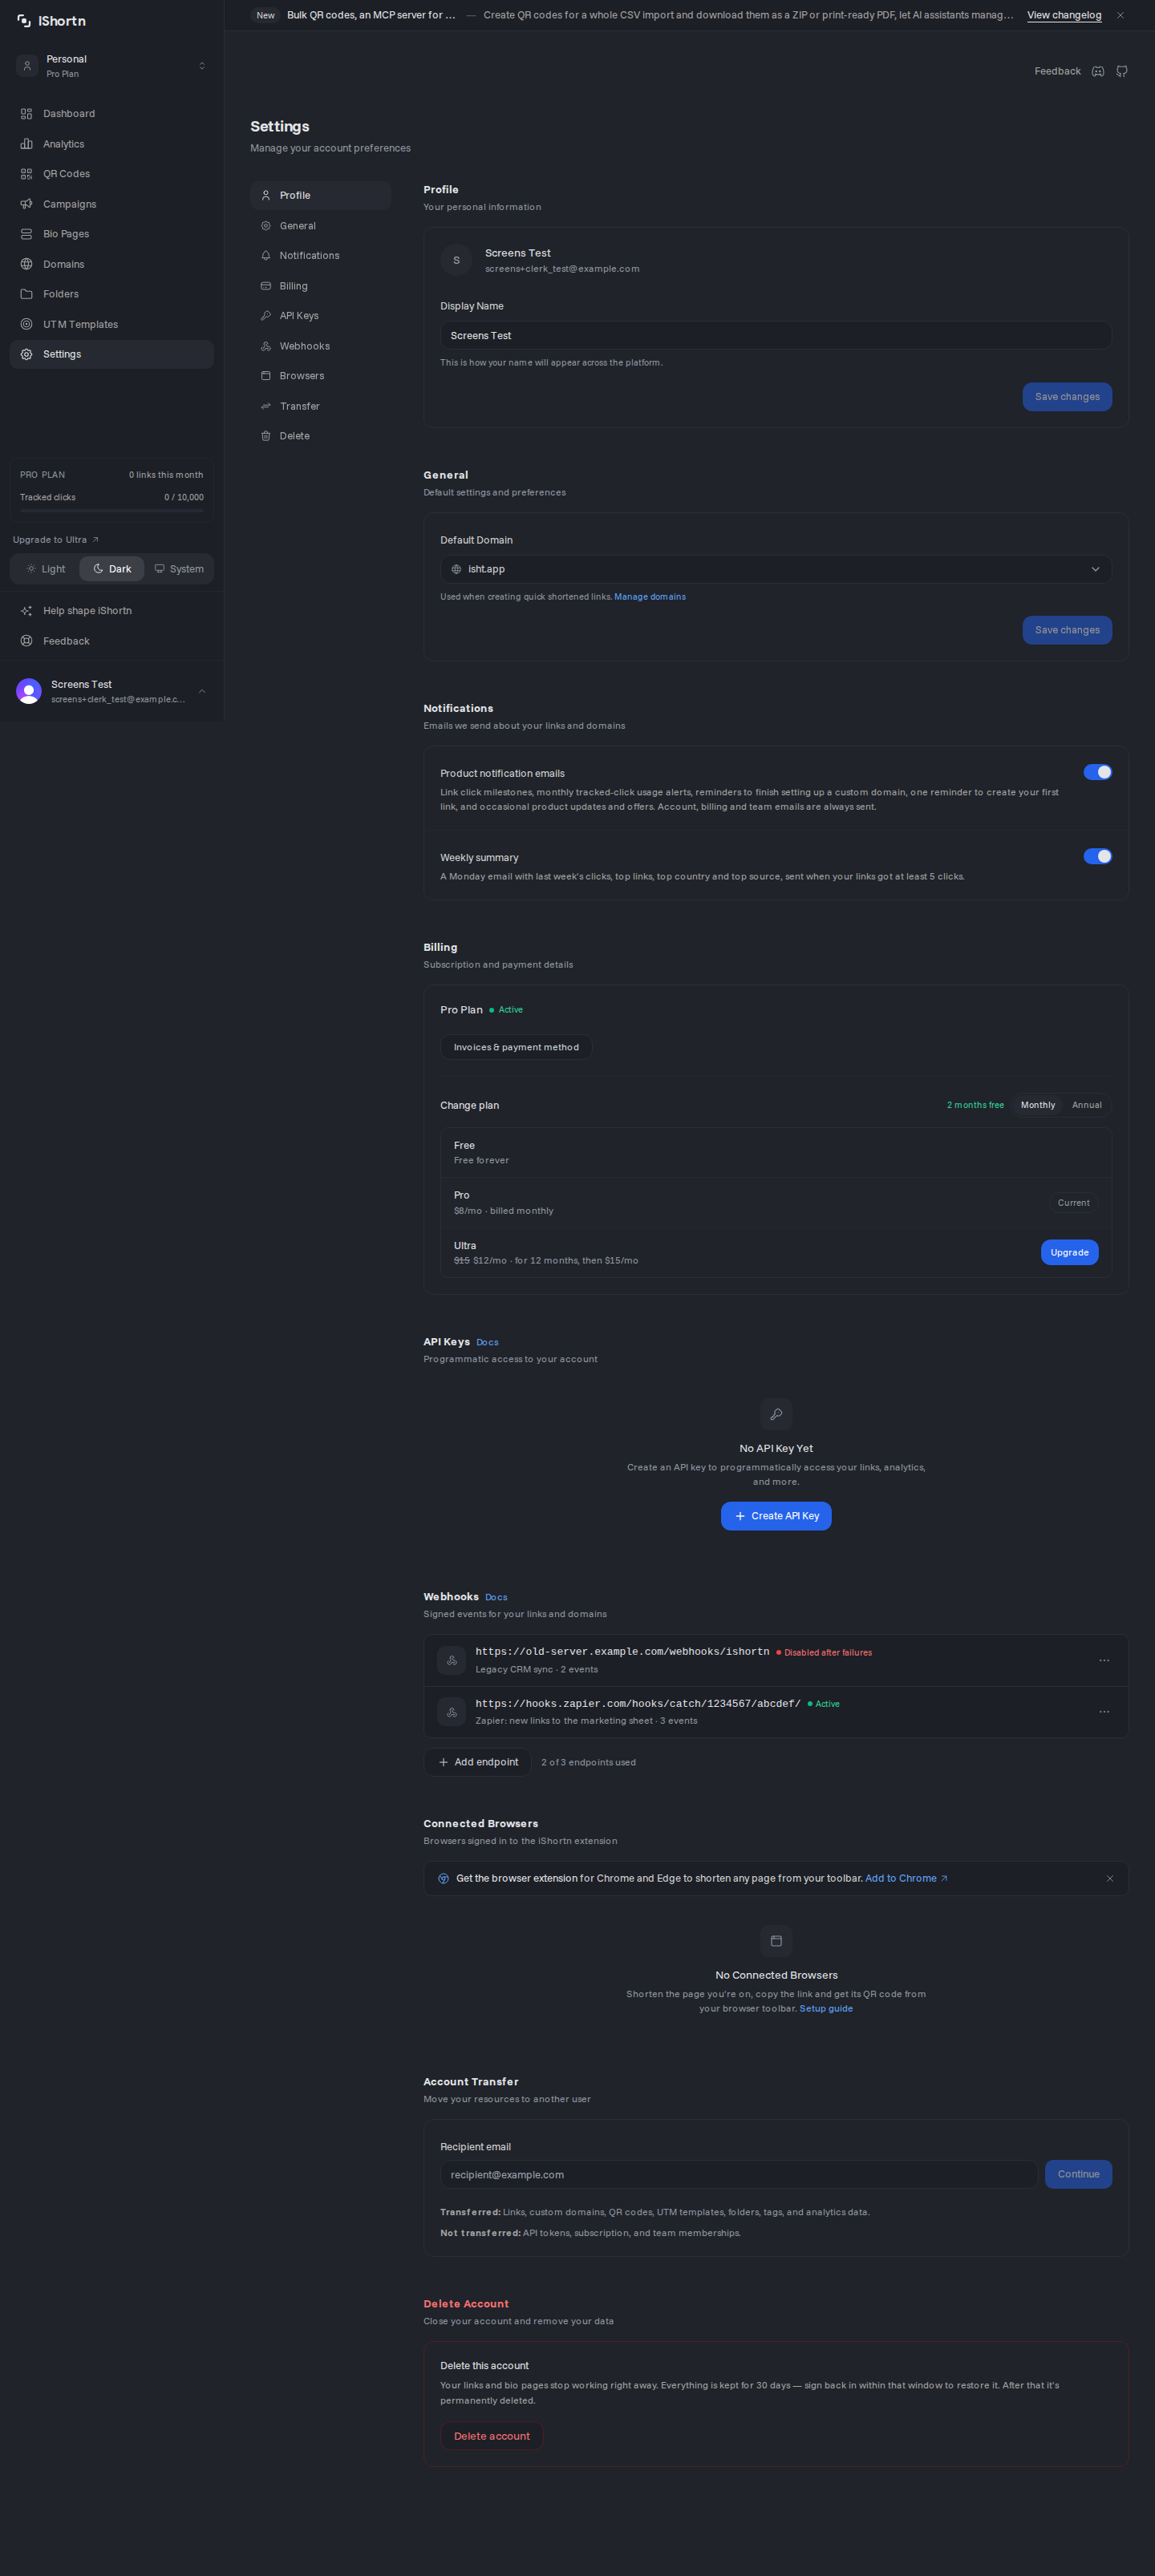 iShortn
Personal
Pro Plan
Dashboard
Analytics
QR Codes
Campaigns
Bio Pages
Domains
Folders
UTM Templates
Settings
PRO PLAN
0 links this month
Tracked clicks
0 / 10,000
Upgrade to Ultra
Light
Dark
System
Help shape iShortn
Feedback
Screens Test
screens+clerk_test@example.c...
New
Bulk QR codes, an MCP server for ...
— Create QR codes for a whole CSV import and download them as a ZIP or print-ready PDF, let AI assistants manag...
View changelog
Feedback
Settings
Manage your account preferences
Profile
General
Notifications
Billing
API Keys
Webhooks
Browsers
Transfer
Delete
Profile
Your personal information
S
Screens Test
screens+clerk_test@example.com
Display Name
Screens Test
This is how your name will appear across the platform.
Save changes
General
Default settings and preferences
Default Domain
isht.app
Used when creating quick shortened links. Manage domains
Save changes
Notifications
Emails we send about your links and domains
Product notification emails
Link click milestones, monthly tracked-click usage alerts, reminders to finish setting up a custom domain, one reminder to create your first
link, and occasional product updates and offers. Account, billing and team emails are always sent.
Weekly summary
A Monday email with last week's clicks, top links, top country and top source, sent when your links got at least 5 clicks.
Billing
Subscription and payment details
Pro Plan
Active
Invoices & payment method
Change plan
2 months free
Monthly
Annual
Free
Free forever
Pro
$8/mo · billed monthly
Current
Ultra
$15 $12/mo · for 12 months, then $15/mo
Upgrade
API Keys Docs
Programmatic access to your account
No API Key Yet
Create an API key to programmatically access your links, analytics,
and more.
Create API Key
Webhooks Docs
Signed events for your links and domains
https://old-server.example.com/webhooks/ishortn
Disabled after failures
Legacy CRM sync · 2 events
https://hooks.zapier.com/hooks/catch/1234567/abcdef/
Active
Zapier: new links to the marketing sheet · 3 events
Add endpoint
2 of 3 endpoints used
Connected Browsers
Browsers signed in to the iShortn extension
Get the browser extension for Chrome and Edge to shorten any page from your toolbar. Add to Chrome
No Connected Browsers
Shorten the page you're on, copy the link and get its QR code from
your browser toolbar. Setup guide
Account Transfer
Move your resources to another user
Recipient email
recipient@example.com
Continue
Transferred: Links, custom domains, QR codes, UTM templates, folders, tags, and analytics data.
Not transferred: API tokens, subscription, and team memberships.
Delete Account
Close your account and remove your data
Delete this account
Your links and bio pages stop working right away. Everything is kept for 30 days — sign back in within that window to restore it. After that it's
permanently deleted.
Delete account